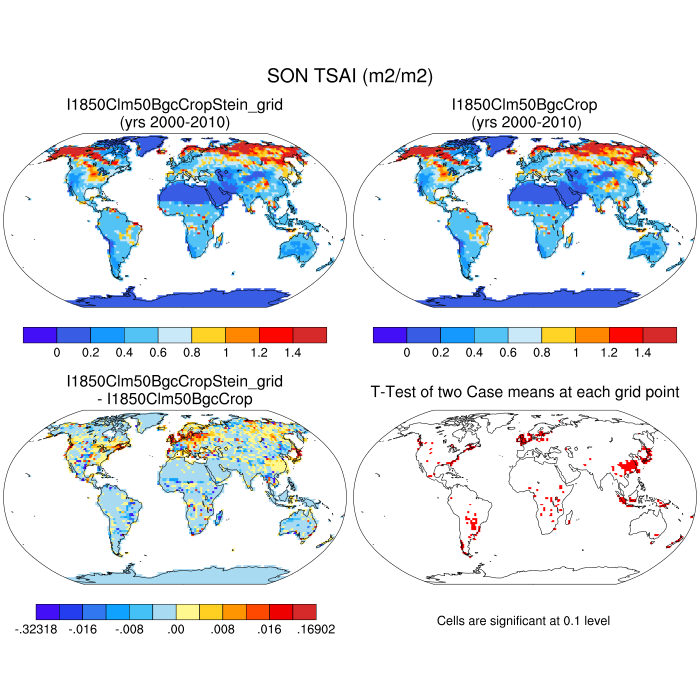 SON TSAI (m2/m2)
I1850Clm50BgcCropStein_grid
(yrs 2000-2010)
I1850Clm50BgcCrop
(yrs 2000-2010)
0 0.2 0.4 0.6 0.8 1 1.2 1.4
0 0.2 0.4 0.6 0.8 1 1.2 1.4
I1850Clm50BgcCropStein_grid
- I1850Clm50BgcCrop
T-Test of two Case means at each grid point
-.32318 -.016 -.008 .00 .008 .016 .16902
Cells are significant at 0.1 level